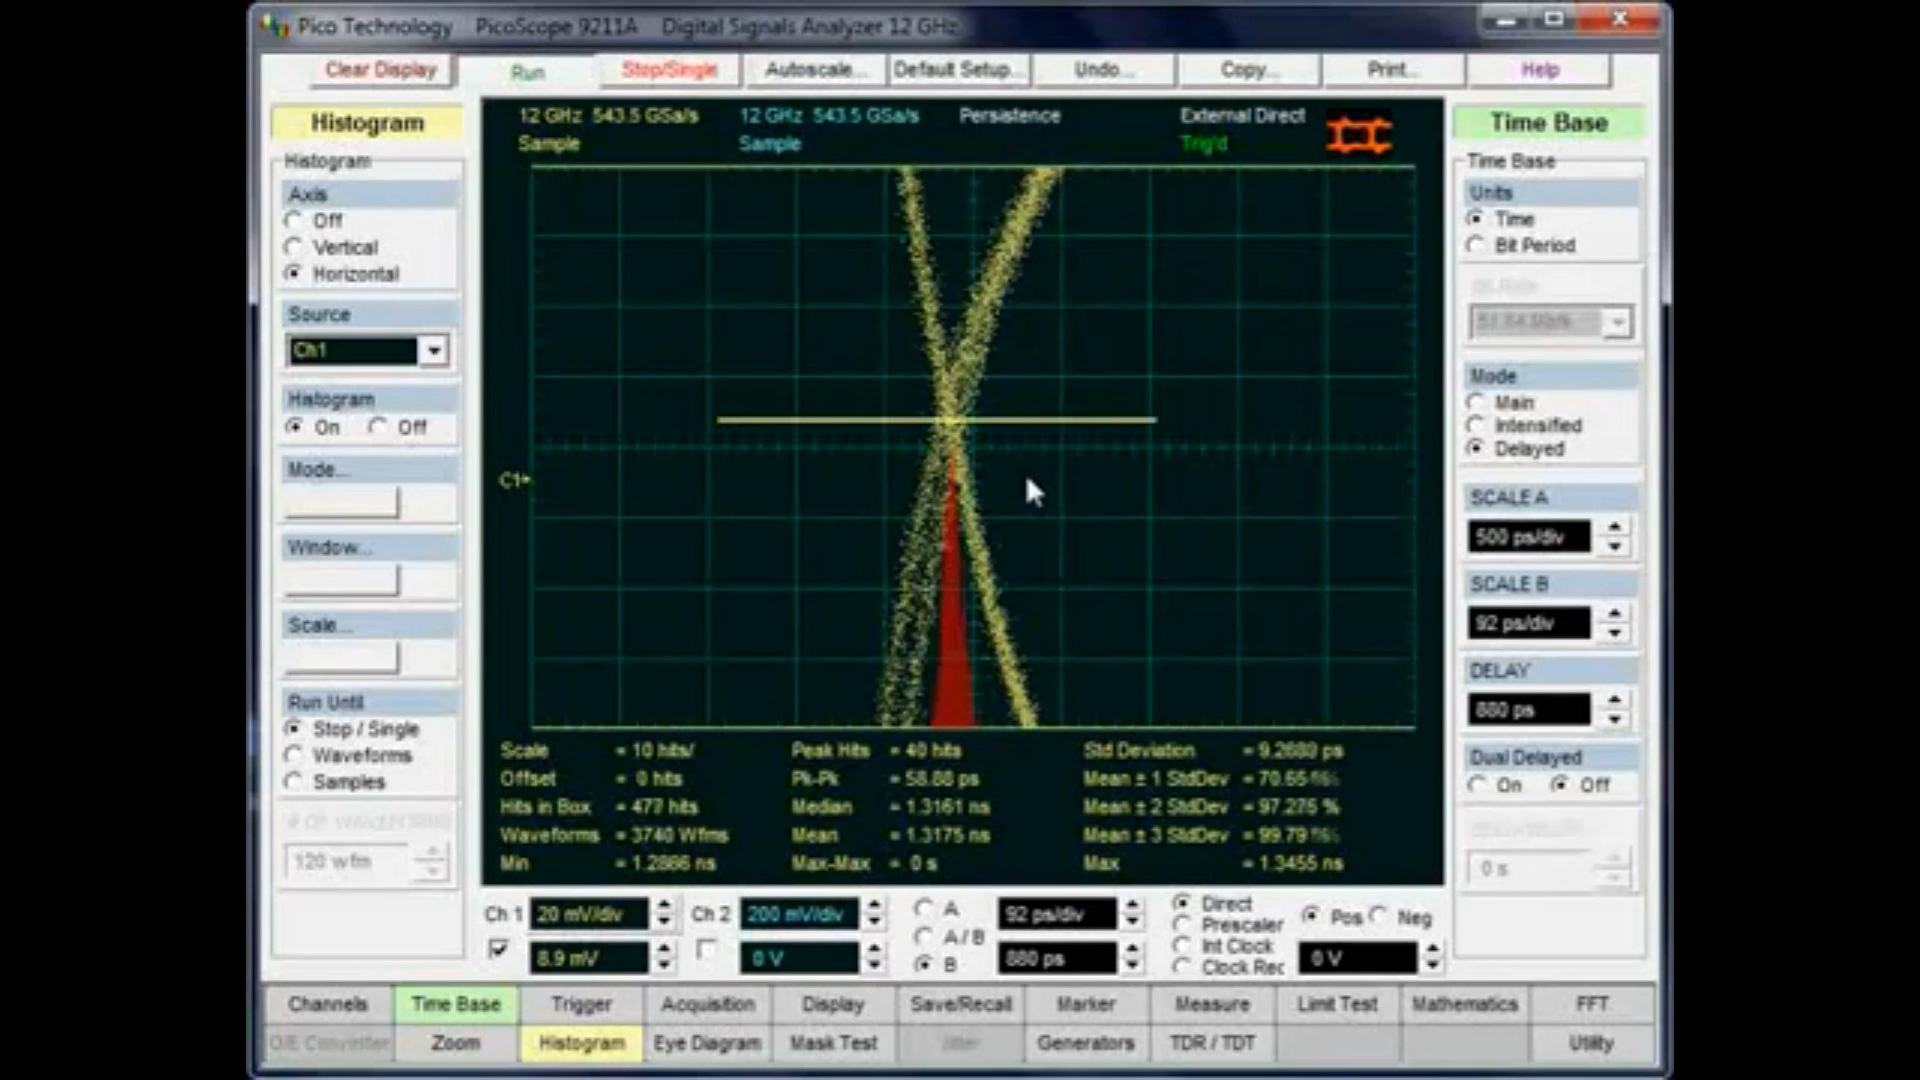 Pico Technology PicoScope 9211A Digital Signals Analyzer 12 GHz
Clear Display Run Stop/Single Autoscale... Default Setup... Undo... Copy... Print... Help
Histogram
Histogram
Axis
Off
Vertical
Horizontal
Source
Ch1
Histogram
On Off
Mode...
Window...
Scale...
Run Until
Stop / Single
Waveforms
Samples
120 wfm
12 GHz 543.5 GSa/s 12 GHz 543.5 GSa/s Persistence External Direct
Sample Sample Trig'd
C1
Scale = 10 hits/ Peak Hits = 40 hits Std Deviation = 9.2680 ps
Offset = 0 hits Pk-Pk = 58.88 ps Mean ± 1 StdDev
Hits in Box = 477 hits Median = 1.3161 ns Mean ± 2 StdDev = 97.275 %
Waveforms = 3740 Wfms Mean = 1.3175 ns Mean ± 3 StdDev
Min = 1.2866 ns Max-Max = 0 s Max = 1.3455 ns
Time Base
Time Base
Units
Time
Bit Period
Mode
Main
Intensified
Delayed
SCALE A
500 ps/div
SCALE B
92 ps/div
DELAY
880 ps
Dual Delayed
On Off
0 s
Ch 1 20 mV/div Ch 2 200 mV/div A 92 ps/div Direct
8.9 mV 0 V A / B Prescaler Pos Neg
B 880 ps Int Clock 0 V
Clock Rec
Channels Time Base Trigger Acquisition Display Save/Recall Marker Measure Limit Test Mathematics FFT
O/E Converter Zoom Histogram Eye Diagram Mask Test Jitter Generators TDR / TDT Utility